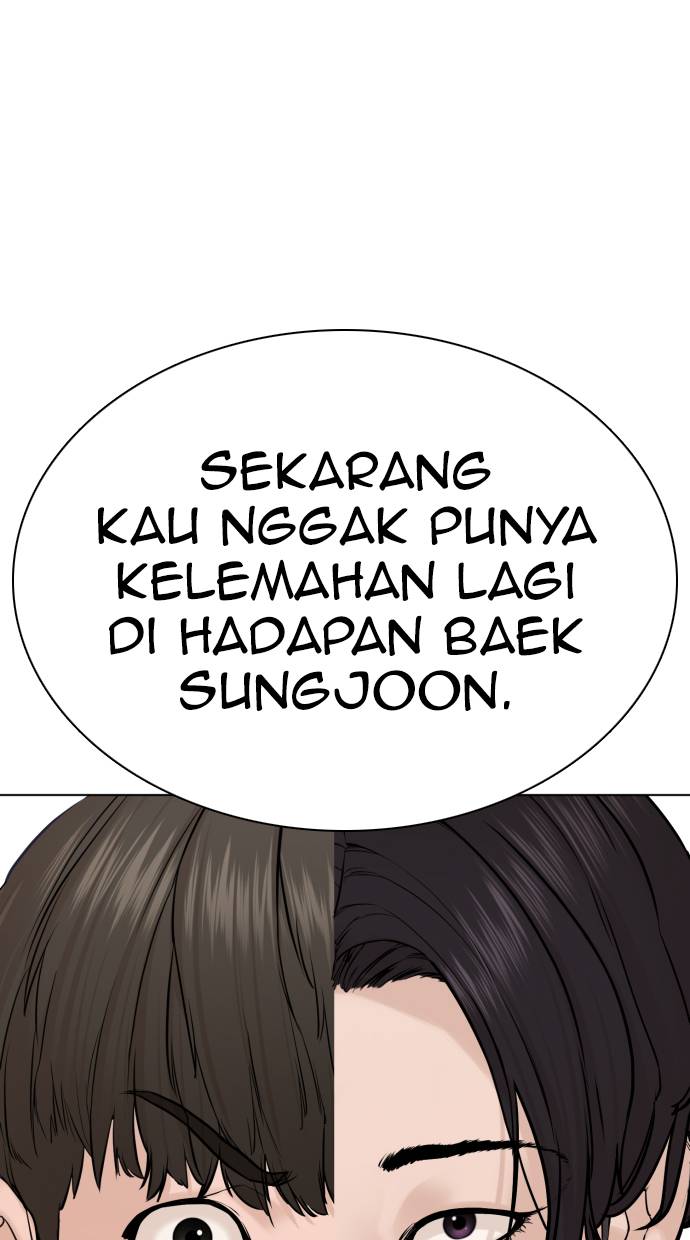 SEKARANG
KAU NGGAK PUNYA
KELEMAHAN LAGI
DI HADAPAN BAEK
SUNGJOON.